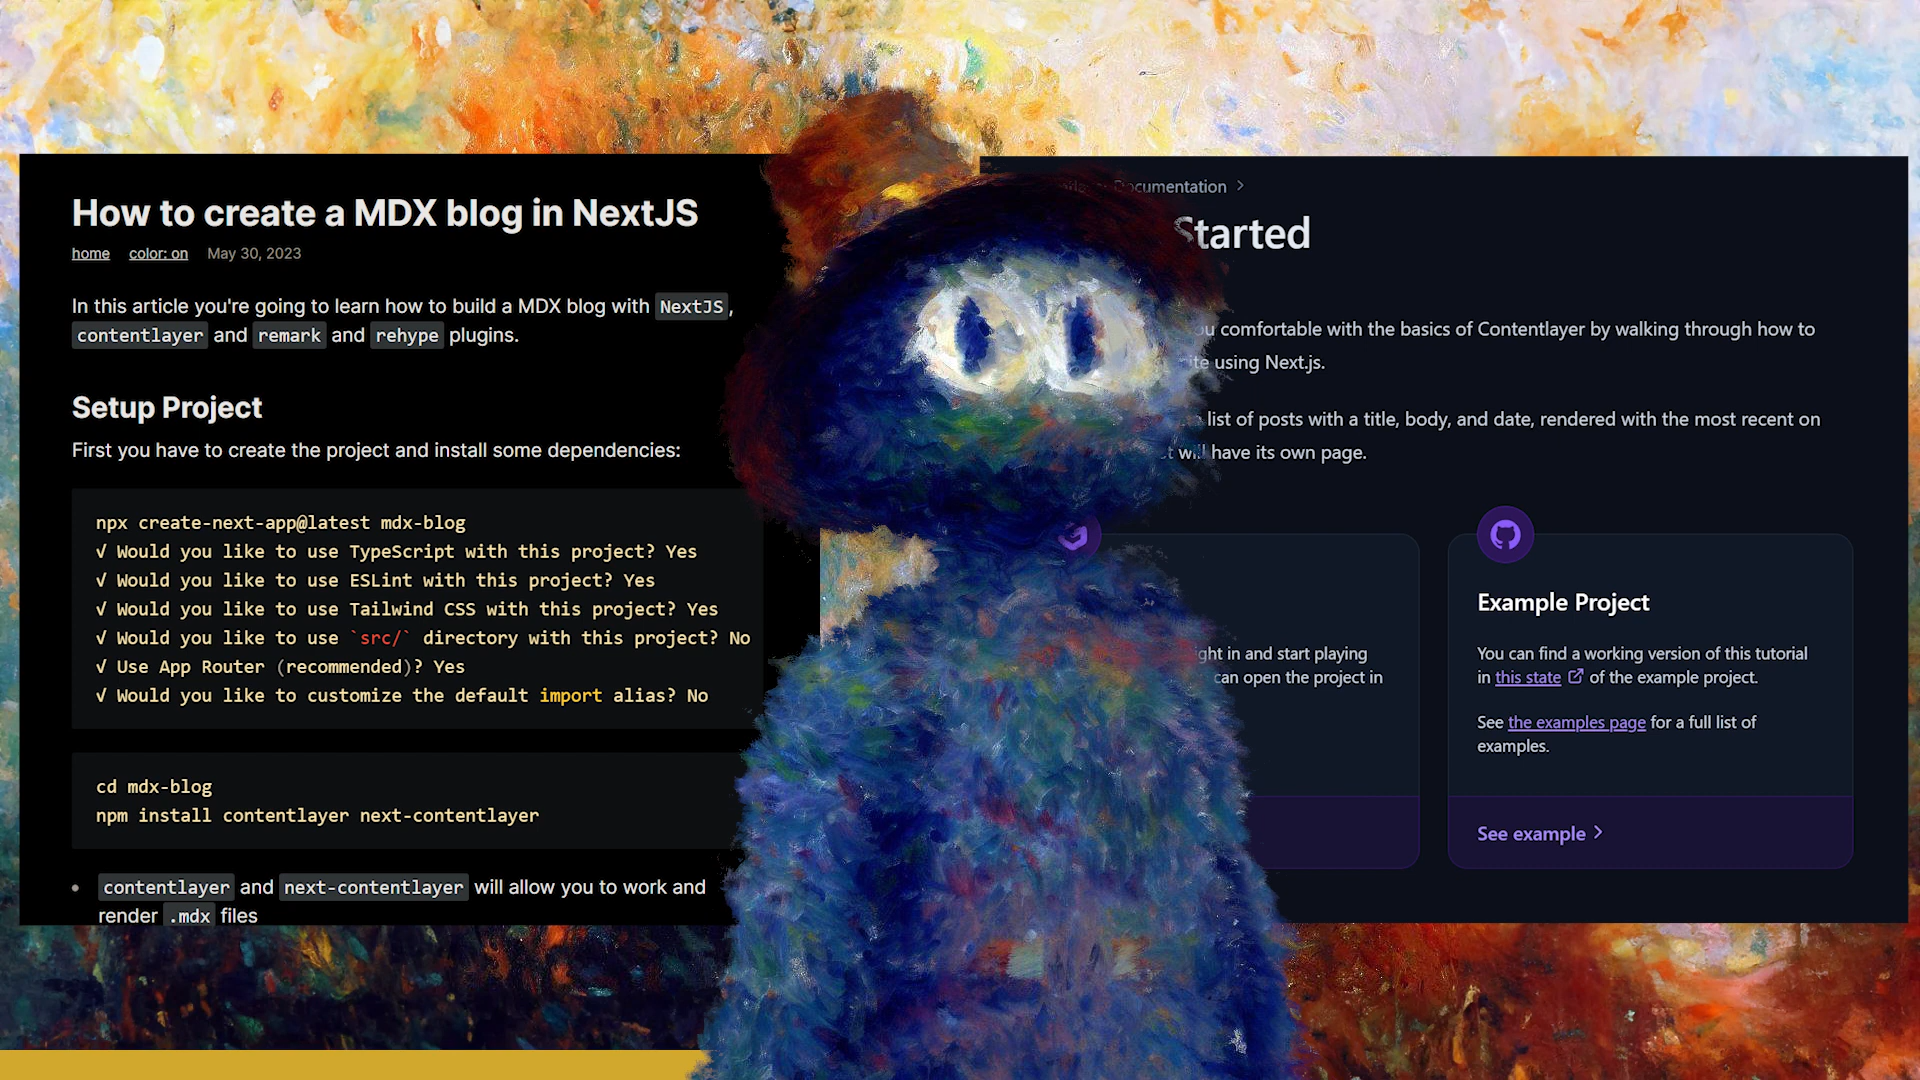 How to create a MDX blog in NextJS
home color: on May 30, 2023
In this article you're going to learn how to build a MDX blog with NextJS,
contentlayer and remark and rehype plugins.
Setup Project
First you have to create the project and install some dependencies:
npx create-next-app@latest mdx-blog
√ Would you like to use TypeScript with this project? Yes
√ Would you like to use ESLint with this project? Yes
√ Would you like to use Tailwind CSS with this project? Yes
√ Would you like to use `src/` directory with this project? No
√ Use App Router (recommended)? Yes
√ Would you like to customize the default import alias? No
cd mdx-blog
npm install contentlayer next-contentlayer
• contentlayer and next-contentlayer will allow you to work and
render .mdx files
Documentation >
Started
comfortable with the basics of Contentlayer by walking through how to
using Next.js.
list of posts with a title, body, and date, rendered with the most recent on
will have its own page.
in and start playing
can open the project in
Example Project
You can find a working version of this tutorial
in this state of the example project.
See the examples page for a full list of
examples.
See example >